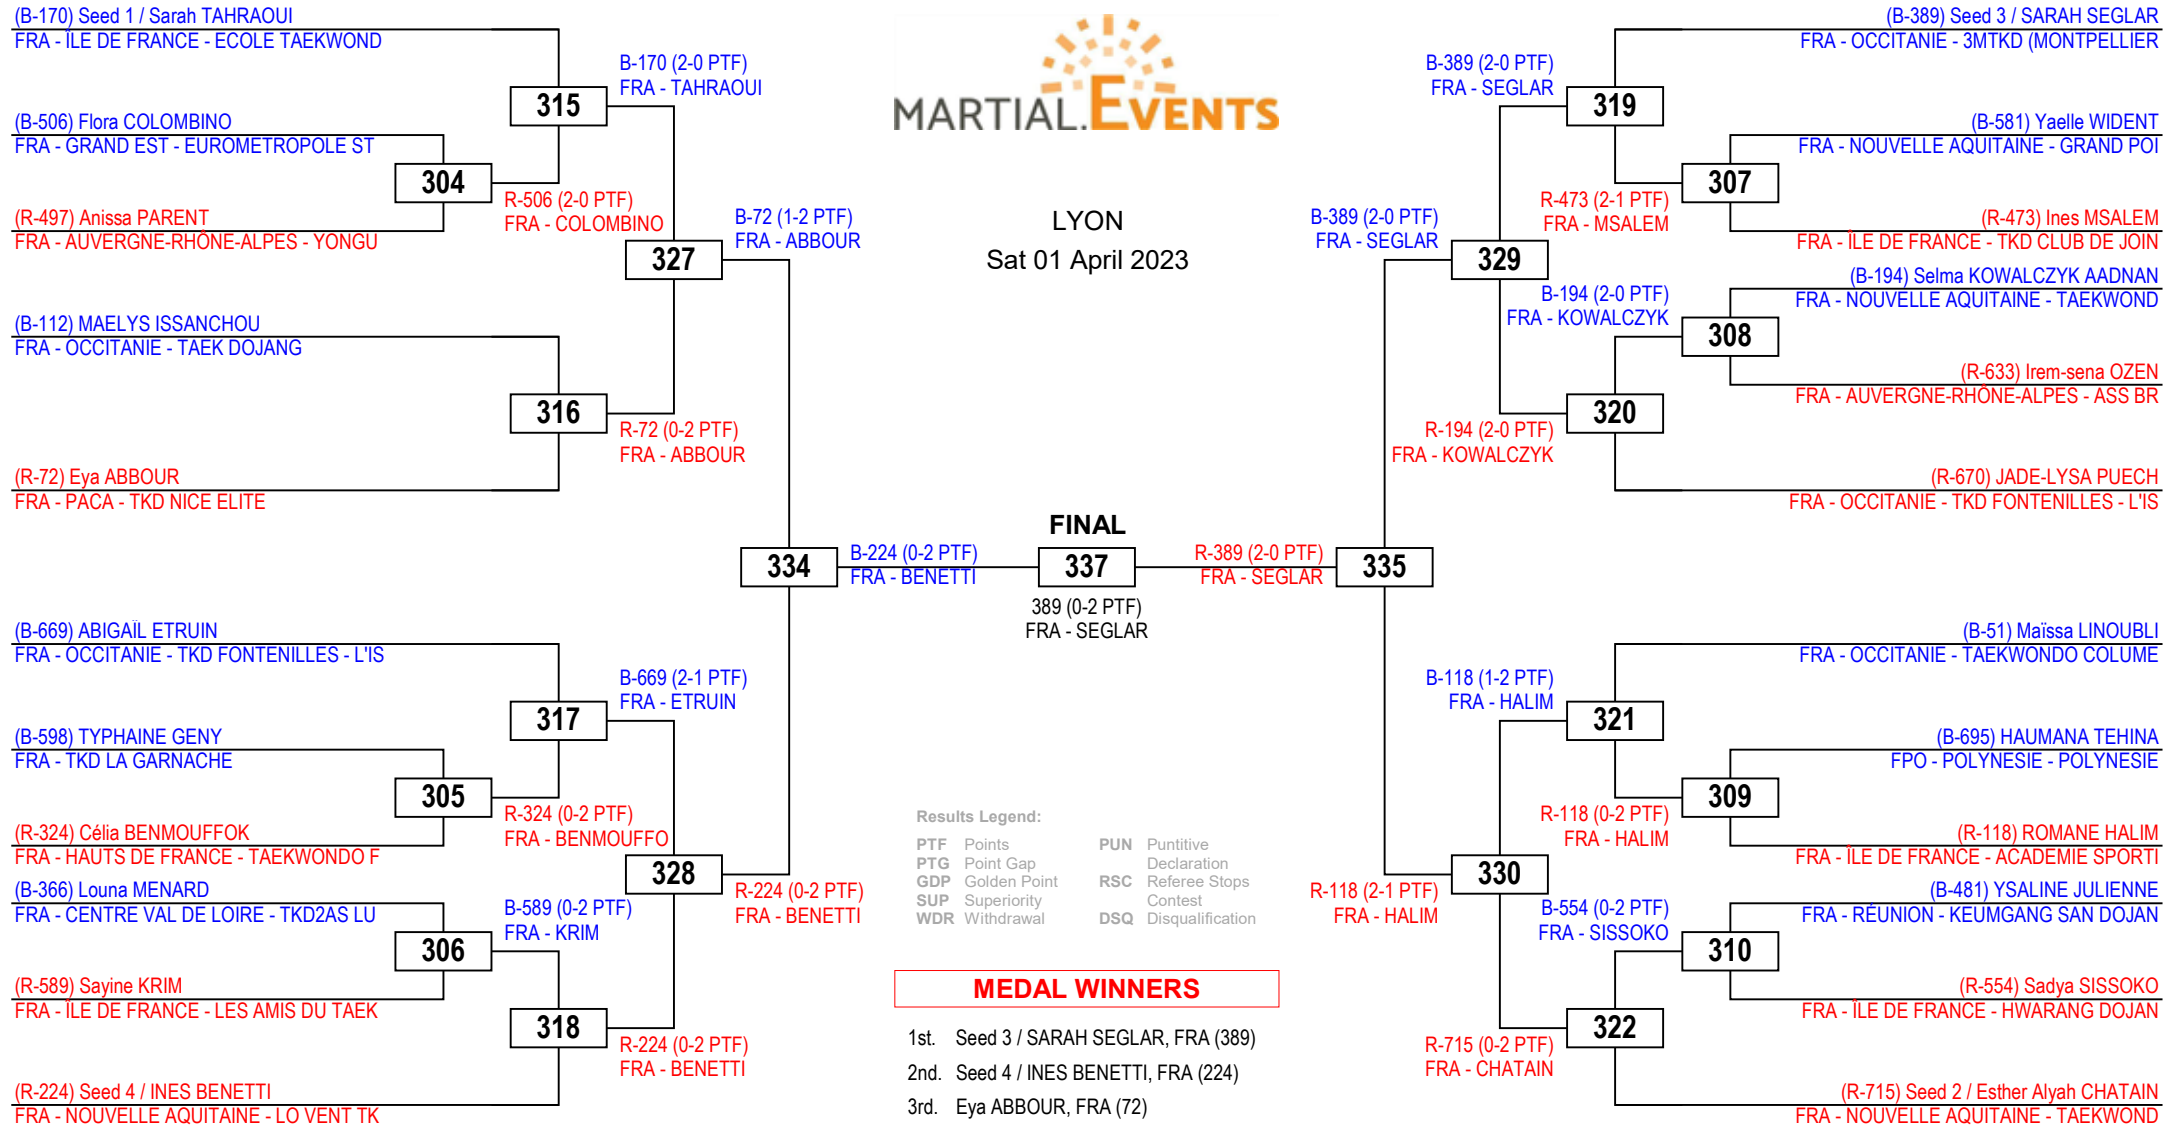 (B-170) Seed 1 / Sarah TAHRAOUI
FRA - ÎLE DE FRANCE - ECOLE TAEKWOND
B-170 (2-0 PTF)
FRA - TAHRAOUI
315
(B-506) Flora COLOMBINO
FRA - GRAND EST - EUROMETROPOLE ST
304
(R-497) Anissa PARENT
FRA - AUVERGNE-RHÔNE-ALPES - YONGU
R-506 (2-0 PTF)
FRA - COLOMBINO
B-72 (1-2 PTF)
FRA - ABBOUR
327
(B-112) MAELYS ISSANCHOU
FRA - OCCITANIE - TAEK DOJANG
316
R-72 (0-2 PTF)
FRA - ABBOUR
(R-72) Eya ABBOUR
FRA - PACA - TKD NICE ELITE
334
B-224 (0-2 PTF)
FRA - BENETTI
(B-669) ABIGAÏL ETRUIN
FRA - OCCITANIE - TKD FONTENILLES - L'IS
B-669 (2-1 PTF)
FRA - ETRUIN
317
(B-598) TYPHAINE GENY
FRA - TKD LA GARNACHE
305
(R-324) Célia BENMOUFFOK
FRA - HAUTS DE FRANCE - TAEKWONDO F
R-324 (0-2 PTF)
FRA - BENMOUFFO
328
R-224 (0-2 PTF)
FRA - BENETTI
(B-366) Louna MENARD
FRA - CENTRE VAL DE LOIRE - TKD2AS LU
B-589 (0-2 PTF)
FRA - KRIM
306
(R-589) Sayine KRIM
FRA - ÎLE DE FRANCE - LES AMIS DU TAEK
318
R-224 (0-2 PTF)
FRA - BENETTI
(R-224) Seed 4 / INES BENETTI
FRA - NOUVELLE AQUITAINE - LO VENT TK
MARTIAL.EVENTS
LYON
Sat 01 April 2023
FINAL
337
389 (0-2 PTF)
FRA - SEGLAR
Results Legend:
PTF Points
PTG Point Gap
GDP Golden Point
SUP Superiority
WDR Withdrawal
PUN Puntitive
Declaration
RSC Referee Stops
Contest
DSQ Disqualification
MEDAL WINNERS
1st. Seed 3 / SARAH SEGLAR, FRA (389)
2nd. Seed 4 / INES BENETTI, FRA (224)
3rd. Eya ABBOUR, FRA (72)
(B-389) Seed 3 / SARAH SEGLAR
FRA - OCCITANIE - 3MTKD (MONTPELLIER
B-389 (2-0 PTF)
FRA - SEGLAR
319
(B-581) Yaelle WIDENT
FRA - NOUVELLE AQUITAINE - GRAND POI
307
R-473 (2-1 PTF)
FRA - MSALEM
(R-473) Ines MSALEM
FRA - ÎLE DE FRANCE - TKD CLUB DE JOIN
B-389 (2-0 PTF)
FRA - SEGLAR
329
(B-194) Selma KOWALCZYK AADNAN
FRA - NOUVELLE AQUITAINE - TAEKWOND
B-194 (2-0 PTF)
FRA - KOWALCZYK
308
(R-633) Irem-sena OZEN
FRA - AUVERGNE-RHÔNE-ALPES - ASS BR
320
R-194 (2-0 PTF)
FRA - KOWALCZYK
(R-670) JADE-LYSA PUECH
FRA - OCCITANIE - TKD FONTENILLES - L'IS
R-389 (2-0 PTF)
FRA - SEGLAR
335
(B-51) Maïssa LINOUBLI
FRA - OCCITANIE - TAEKWONDO COLUME
B-118 (1-2 PTF)
FRA - HALIM
321
(B-695) HAUMANA TEHINA
FPO - POLYNESIE - POLYNESIE
309
R-118 (0-2 PTF)
FRA - HALIM
(R-118) ROMANE HALIM
FRA - ÎLE DE FRANCE - ACADEMIE SPORTI
330
R-118 (2-1 PTF)
FRA - HALIM
(B-481) YSALINE JULIENNE
FRA - RÉUNION - KEUMGANG SAN DOJAN
B-554 (0-2 PTF)
FRA - SISSOKO
310
(R-554) Sadya SISSOKO
FRA - ÎLE DE FRANCE - HWARANG DOJAN
322
R-715 (0-2 PTF)
FRA - CHATAIN
(R-715) Seed 2 / Esther Alyah CHATAIN
FRA - NOUVELLE AQUITAINE - TAEKWOND